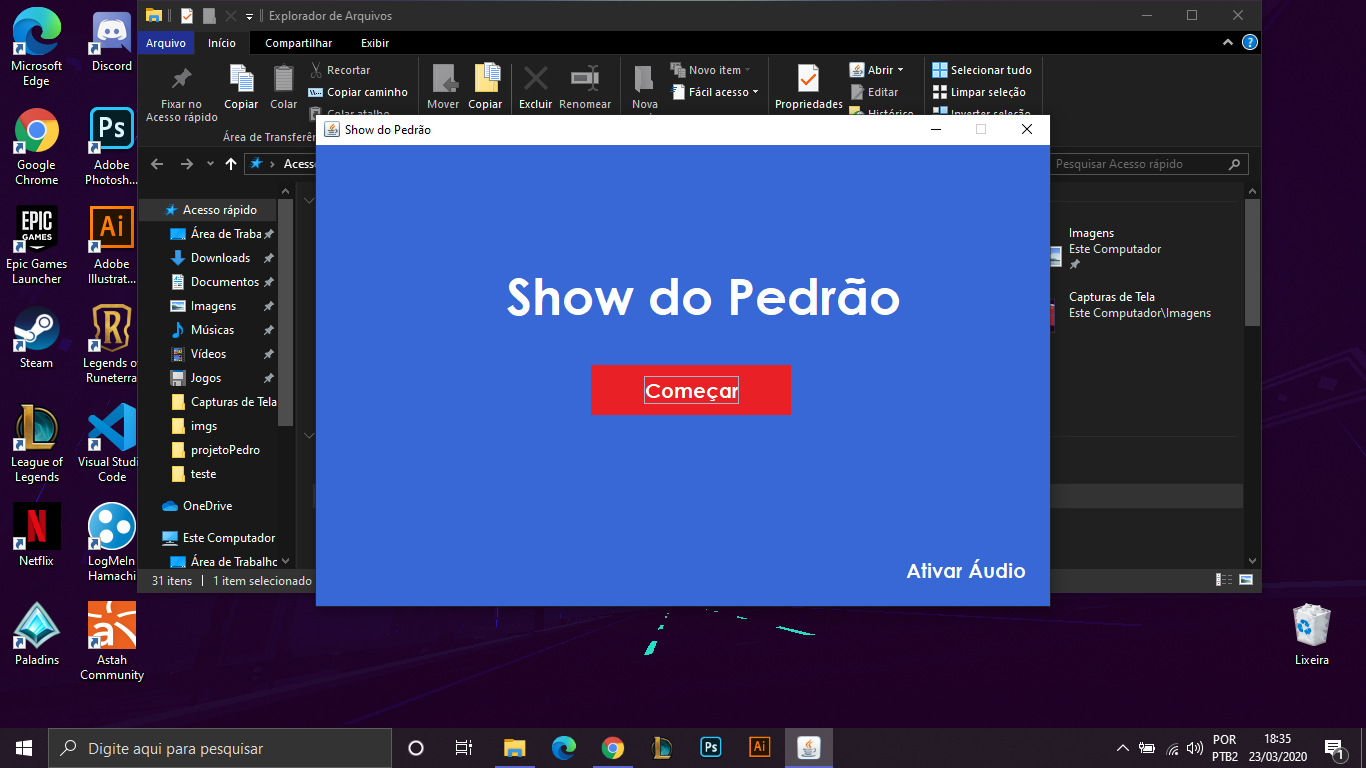 Microsoft
Edge
Discord
Google
Chrome
Adobe
Photosh...
Epic Games
Launcher
Adobe
Illustrat...
Steam
Legends of
Runeterra
League of
Legends
Visual Studi
Code
Netflix
LogMeIn
Hamachi
Paladins
Astah
Community
Lixeira
Explorador de Arquivos
Arquivo
Início
Compartilhar
Exibir
Fixar no
Acesso rápido
Copiar
Colar
Recortar
Copiar caminho
Colar atalho
Área de Transferên
Mover
Copiar
Excluir
Renomear
Nova
Novo item
Fácil acesso
Propriedades
Abrir
Editar
Histórico
Selecionar tudo
Limpar seleção
Inverter seleção
Acess
Pesquisar Acesso rápido
Acesso rápido
Área de Traba
Downloads
Documentos
Imagens
Músicas
Vídeos
Jogos
Capturas de Tela
imgs
projetoPedro
teste
OneDrive
Este Computador
Área de Trabalho
Imagens
Este Computador
Capturas de Tela
Este Computador\Imagens
31 itens
1 item selecionado
Show do Pedrão
Show do Pedrão
Começar
Ativar Áudio
Digite aqui para pesquisar
POR
PTB2
18:35
23/03/2020
1